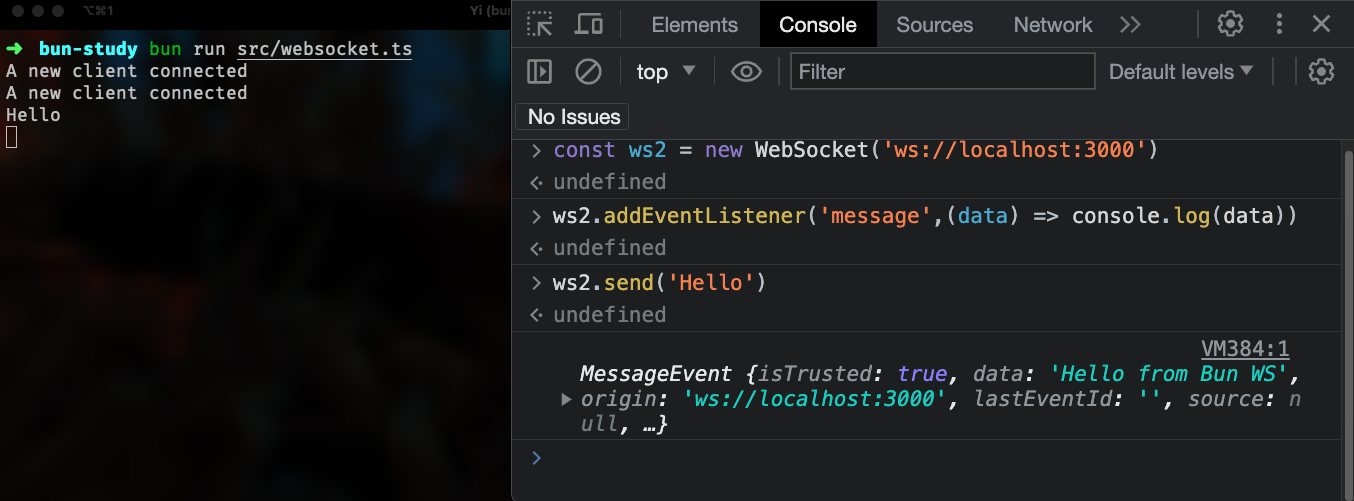 ⌥⌘1
Yi (bun
➜ bun-study bun run src/websocket.ts
A new client connected
A new client connected
Hello
Elements Console Sources Network
top Filter Default levels
No Issues
const ws2 = new WebSocket('ws://localhost:3000')
undefined
ws2.addEventListener('message',(data) => console.log(data))
undefined
ws2.send('Hello')
undefined
VM384:1
MessageEvent {isTrusted: true, data: 'Hello from Bun WS',
origin: 'ws://localhost:3000', lastEventId: '', source: n
ull, …}